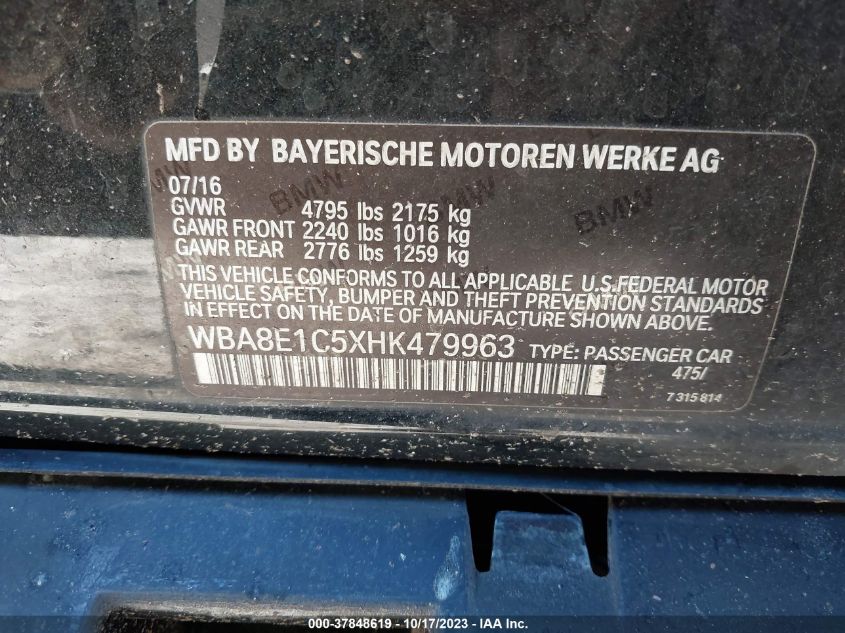 MFD BY BAYERISCHE MOTOREN WERKE AG
07/16
GVWR 4795 lbs 2175 kg
GAWR FRONT 2240 lbs 1016 kg
GAWR REAR 2776 lbs 1259 kg
THIS VEHICLE CONFORMS TO ALL APPLICABLE U.S.FEDERAL MOTOR
VEHICLE SAFETY, BUMPER AND THEFT PREVENTION STANDARDS
IN EFFECT ON THE DATE OF MANUFACTURE SHOWN ABOVE.
WBA8E1C5XHK479963 TYPE: PASSENGER CAR
475/
7 315 814
BMW
BMW
000-37848619 - 10/17/2023 - IAA Inc.